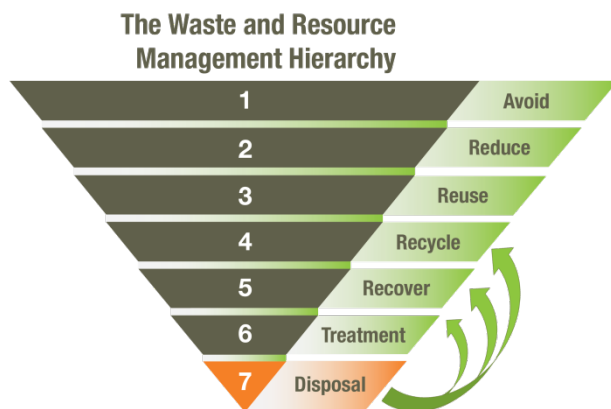 The Waste and Resource
Management Hierarchy
1 Avoid
2 Reduce
3 Reuse
4 Recycle
5 Recover
6 Treatment
7 Disposal